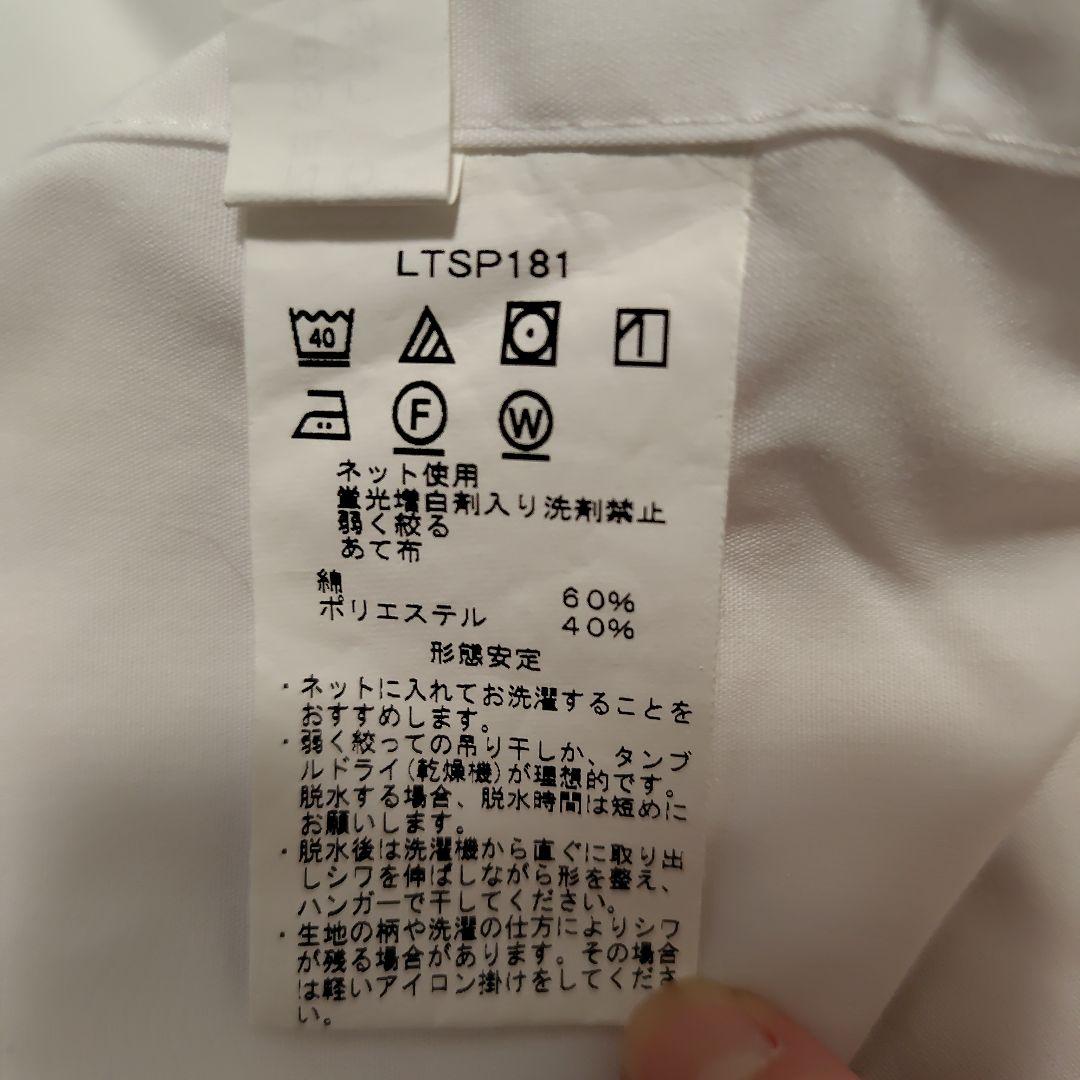 LTSP181
40
F
W
ネット使用
蛍光増白剤入り洗剤禁止
弱く絞る
あて布
綿 60%
ポリエステル 40%
形態安定
・ネットに入れてお洗濯することを
おすすめします。
・弱く絞っての吊り干しか、タンブ
ルドライ(乾燥機)が理想的です。
脱水する場合、脱水時間は短めに
お願いします。
・脱水後は洗濯機から直ぐに取り出
しシワを伸ばしながら形を整え、
ハンガーで干してください。
・生地の柄や洗濯の仕方によりシワ
が残る場合があります。その場合
は軽いアイロン掛けをしてくださ
い。